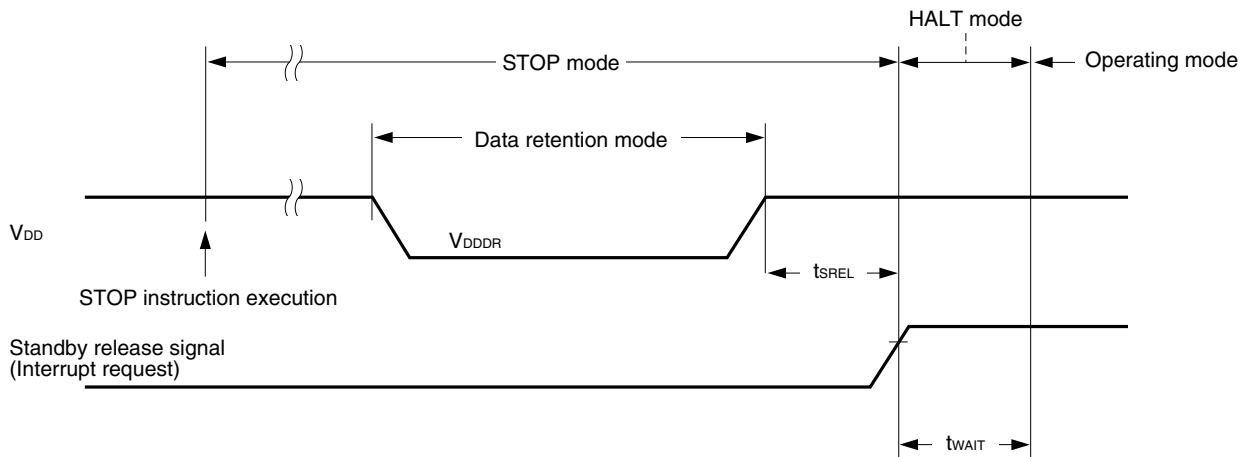 HALT mode
STOP mode
Operating mode
Data retention mode
VDD
VDDDR
tSREL
STOP instruction execution
Standby release signal
(Interrupt request)
tWAIT